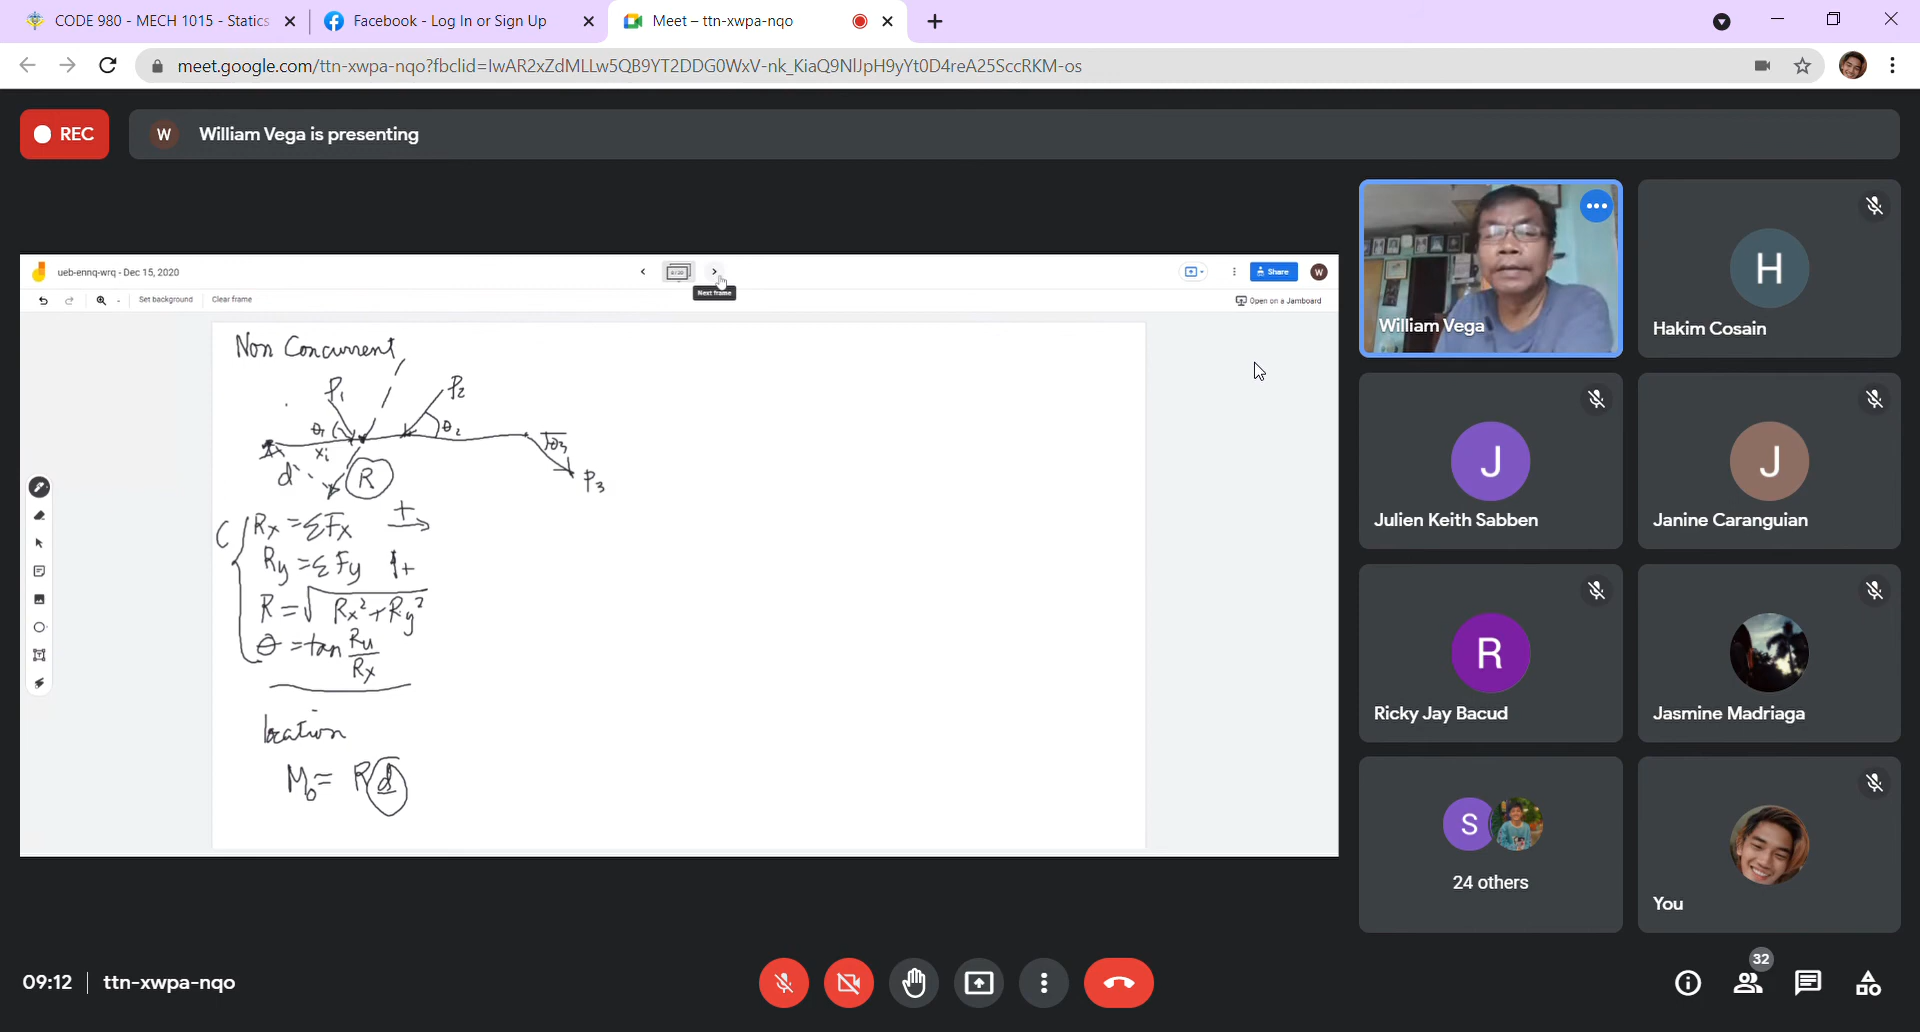 CODE 980 - MECH 1015 - Statics
Facebook - Log In or Sign Up
Meet – ttn-xwpa-nqo
meet.google.com/ttn-xwpa-nqo?fbclid=IwAR2xZdMLLw5QB9YT2DDG0WxV-nk_KiaQ9NlJpH9yYt0D4reA25SccRKM-os
REC
W
William Vega is presenting
ueb-ennq-wrq - Dec 15, 2020
Share
W
Next frame
Set background
Clear frame
Open on a Jamboard
Non Concurrent
P1
P2
θ1
θ2
θ3
x1
d
R
P3
C
Rx = ΣFx +
Ry = ΣFy +
R = √Rx²+Ry²
θ = tan Ry/Rx
location
Mo = Rd
William Vega
H
Hakim Cosain
J
Julien Keith Sabben
J
Janine Caranguian
R
Ricky Jay Bacud
Jasmine Madriaga
S
24 others
You
09:12
ttn-xwpa-nqo
32